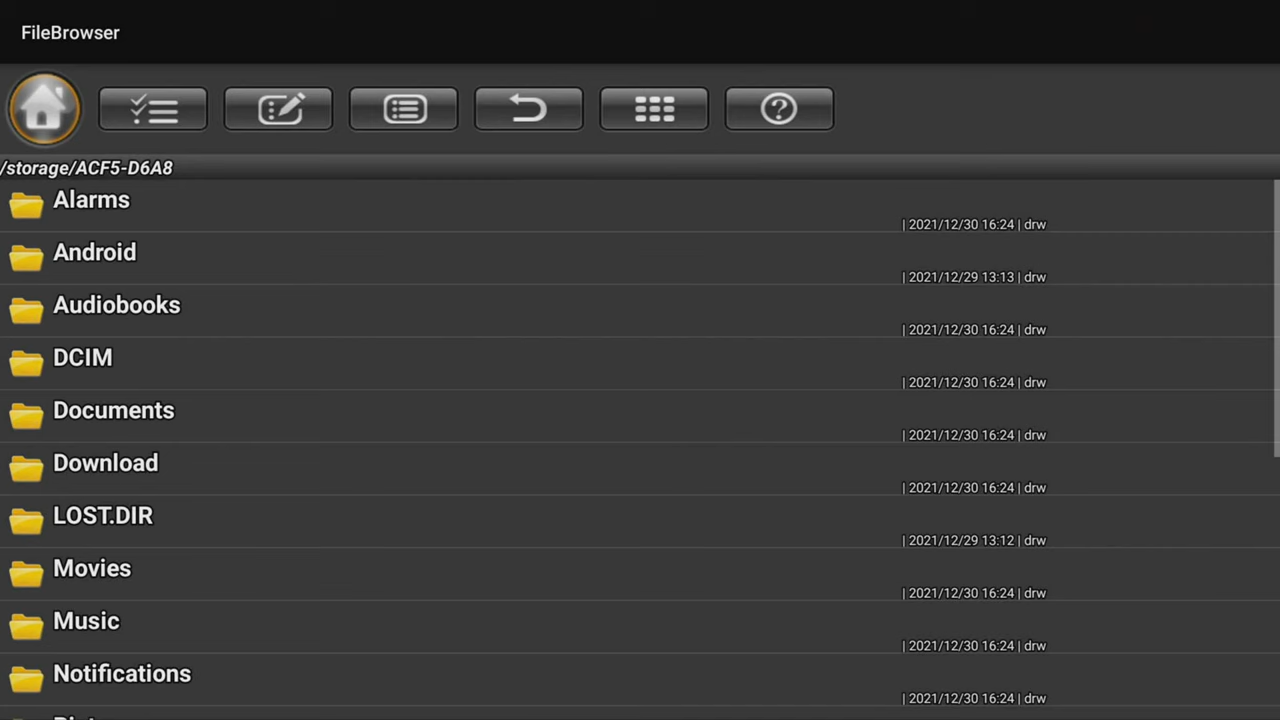 FileBrowser
/storage/ACF5-D6A8
Alarms
| 2021/12/30 16:24 | drw
Android
| 2021/12/29 13:13 | drw
Audiobooks
| 2021/12/30 16:24 | drw
DCIM
| 2021/12/30 16:24 | drw
Documents
| 2021/12/30 16:24 | drw
Download
| 2021/12/30 16:24 | drw
LOST.DIR
| 2021/12/29 13:12 | drw
Movies
| 2021/12/30 16:24 | drw
Music
| 2021/12/30 16:24 | drw
Notifications
| 2021/12/30 16:24 | drw